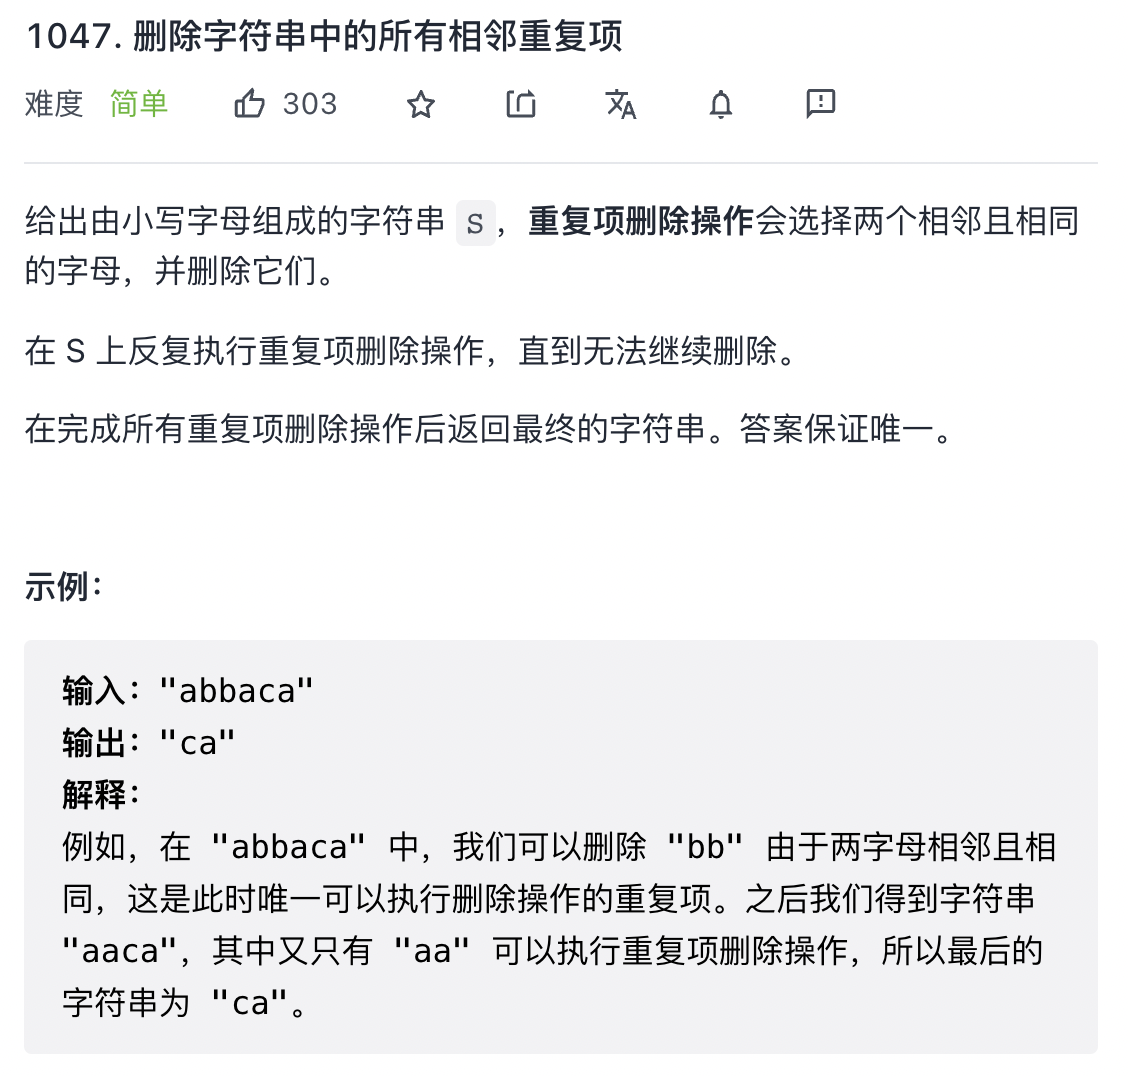 1047. 删除字符串中的所有相邻重复项
难度 简单 303
给出由小写字母组成的字符串 S，重复项删除操作会选择两个相邻且相同
的字母，并删除它们。
在 S 上反复执行重复项删除操作，直到无法继续删除。
在完成所有重复项删除操作后返回最终的字符串。答案保证唯一。
示例：
输入："abbaca"
输出："ca"
解释：
例如，在 "abbaca" 中，我们可以删除 "bb" 由于两字母相邻且相
同，这是此时唯一可以执行删除操作的重复项。之后我们得到字符串
"aaca"，其中又只有 "aa" 可以执行重复项删除操作，所以最后的
字符串为 "ca"。